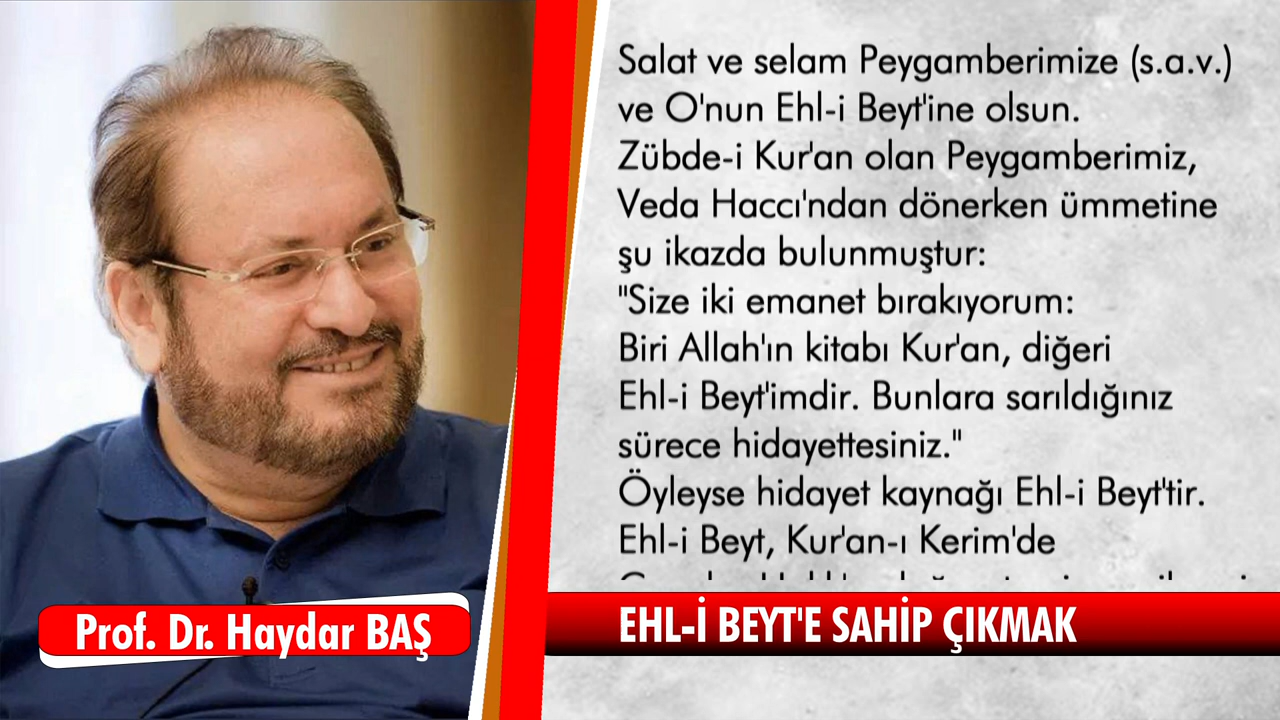 Salat ve selam Peygamberimize (s.a.v.)
ve O'nun Ehl-i Beyt'ine olsun.
Zübde-i Kur'an olan Peygamberimiz,
Veda Haccı'ndan dönerken ümmetine
şu ikazda bulunmuştur:
"Size iki emanet bırakıyorum:
Biri Allah'ın kitabı Kur'an, diğeri
Ehl-i Beyt'imdir. Bunlara sarıldığınız
sürece hidayettesiniz."
Öyleyse hidayet kaynağı Ehl-i Beyt'tir.
Ehl-i Beyt, Kur'an-ı Kerim'de
Prof. Dr. Haydar BAŞ
EHL-İ BEYT'E SAHİP ÇIKMAK